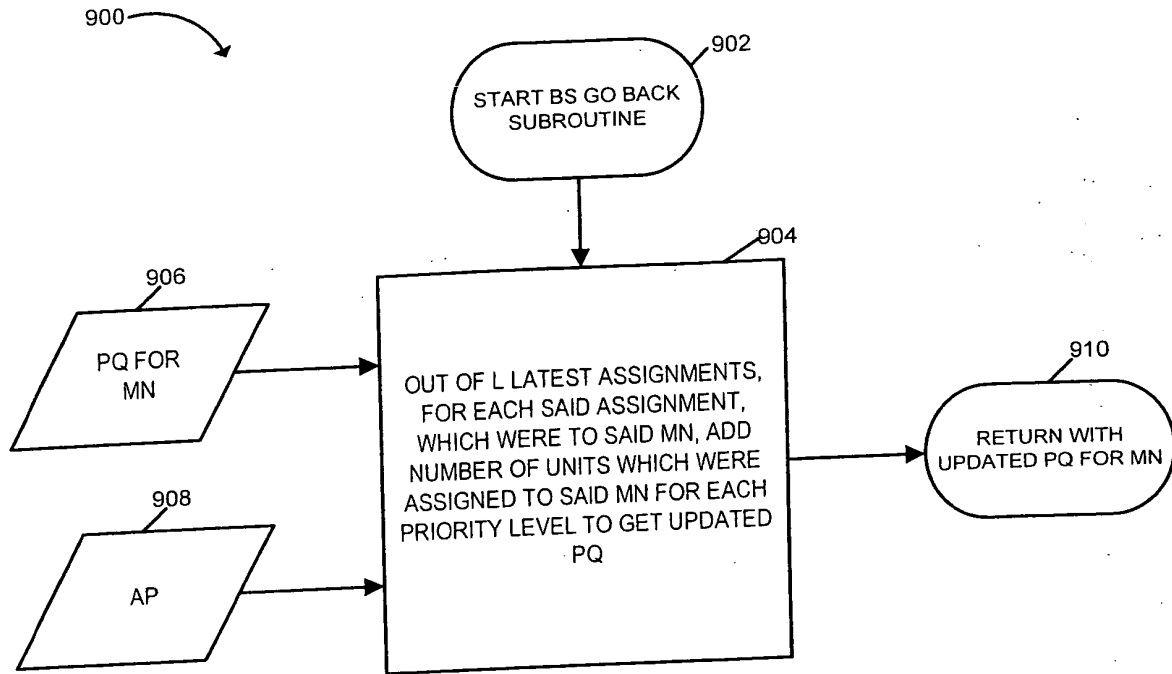 900
902
START BS GO BACK
SUBROUTINE
904
906
PQ FOR
MN
OUT OF L LATEST ASSIGNMENTS,
FOR EACH SAID ASSIGNMENT,
WHICH WERE TO SAID MN, ADD
NUMBER OF UNITS WHICH WERE
ASSIGNED TO SAID MN FOR EACH
PRIORITY LEVEL TO GET UPDATED
PQ
910
RETURN WITH
UPDATED PQ FOR MN
908
AP